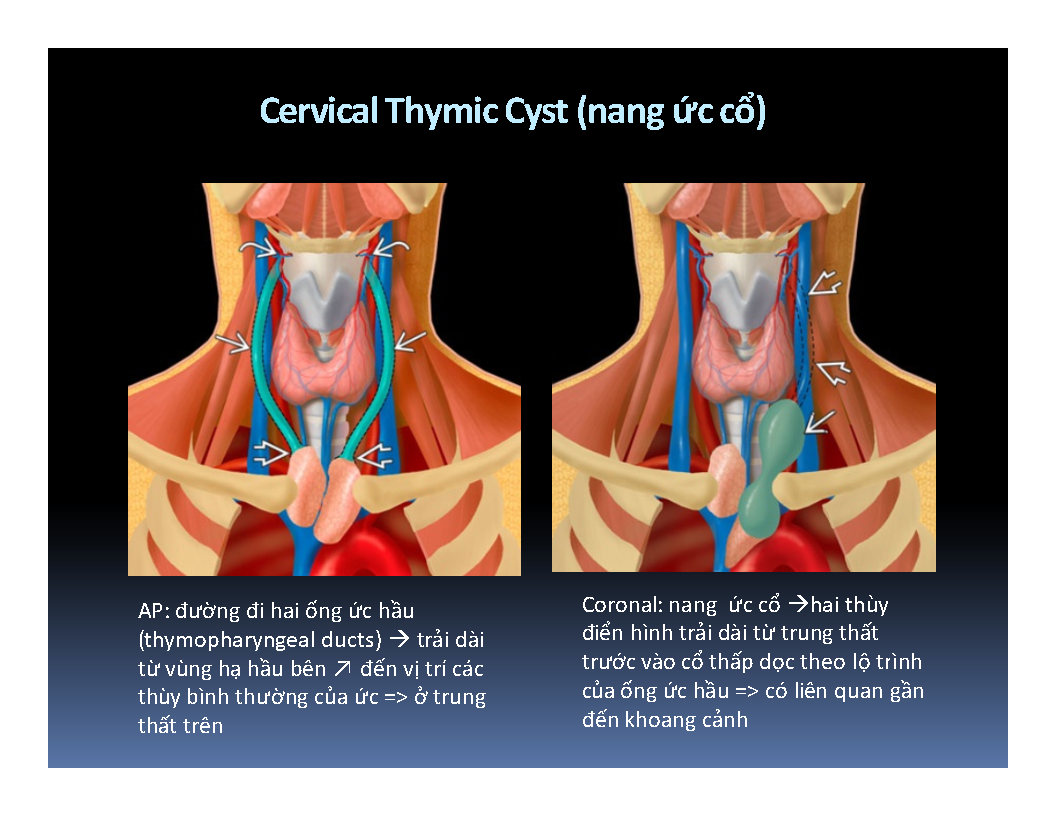 Cervical Thymic Cyst (nang ức cổ)
AP: đường đi hai ống ức hầu
(thymopharyngeal ducts) → trải dài
từ vùng hạ hầu bên ↗ đến vị trí các
thùy bình thường của ức => ở trung
thất trên
Coronal: nang ức cổ →hai thùy
điển hình trải dài từ trung thất
trước vào cổ thấp dọc theo lộ trình
của ống ức hầu => có liên quan gần
đến khoang cảnh